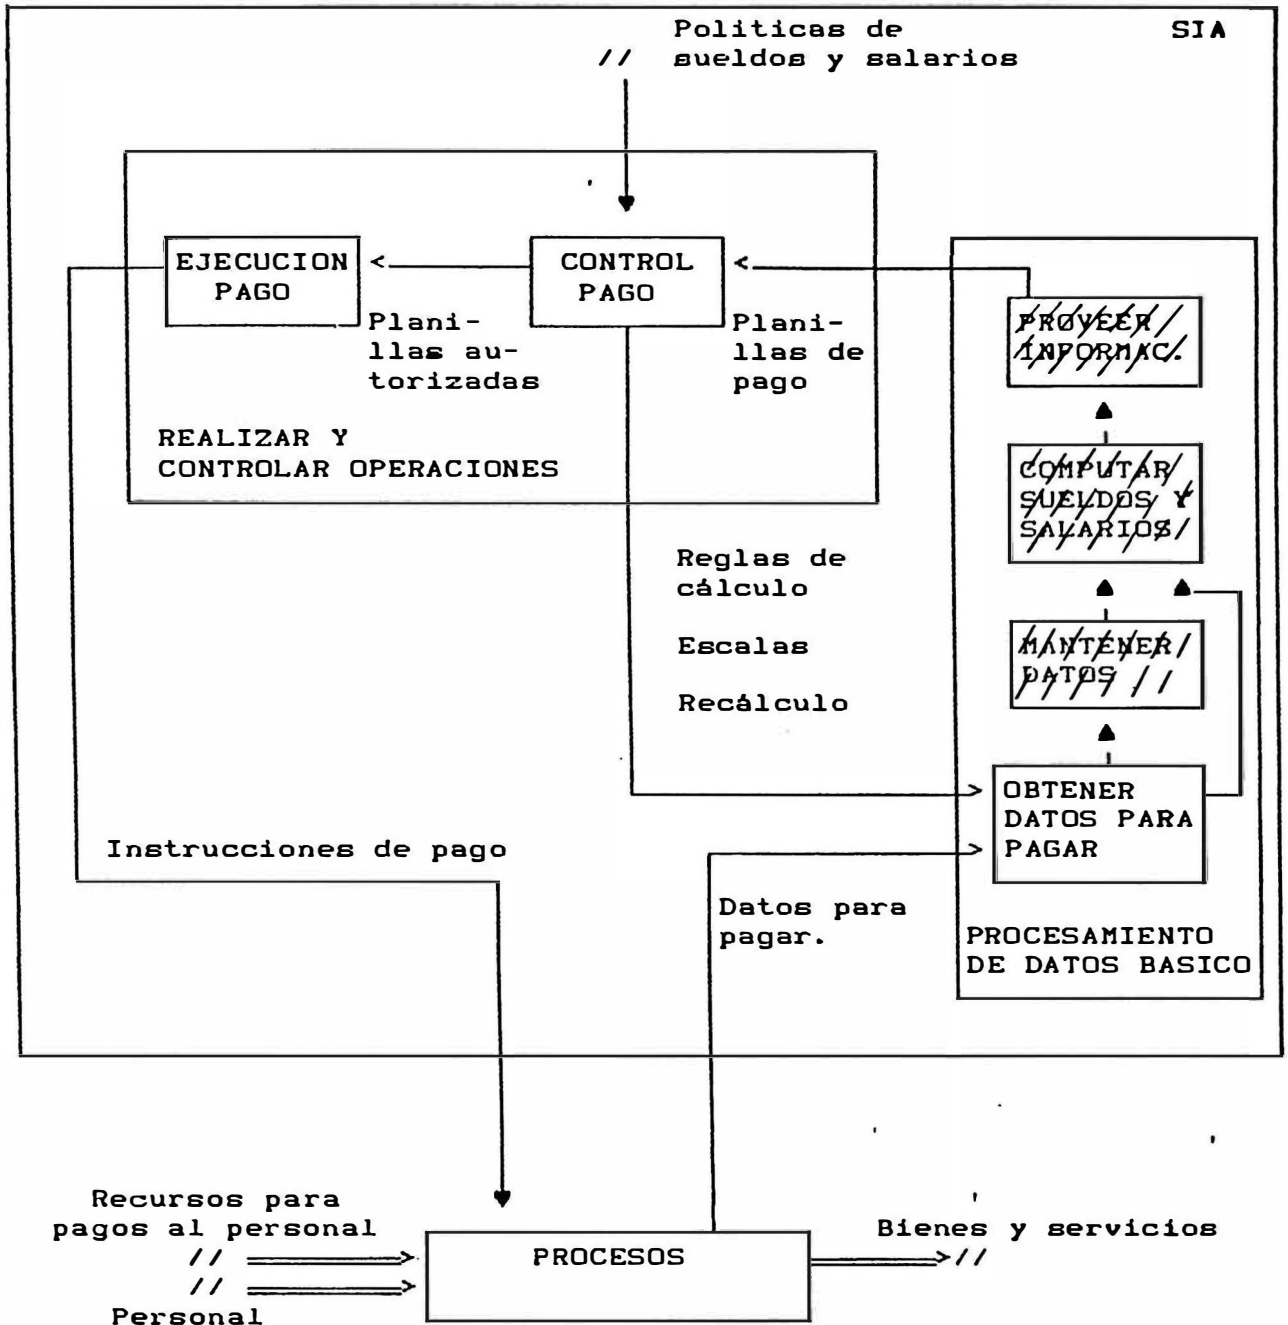 Politicas de
sueldos y salarios
//
SIA
EJECUCION
PAGO
<
CONTROL
PAGO
<
Plani-
llas au-
torizadas
Plani-
llas de
pago
PROVEER
INFORMAC.
REALIZAR Y
CONTROLAR OPERACIONES
COMPUTAR
SUELDOS Y
SALARIOS
Reglas de
cálculo
Escalas
Recálculo
MANTENER
DATOS
OBTENER
DATOS PARA
PAGAR
>
>
Instrucciones de pago
Datos para
pagar.
PROCESAMIENTO
DE DATOS BASICO
Recursos para
pagos al personal
//
//
Personal
PROCESOS
Bienes y servicios
//